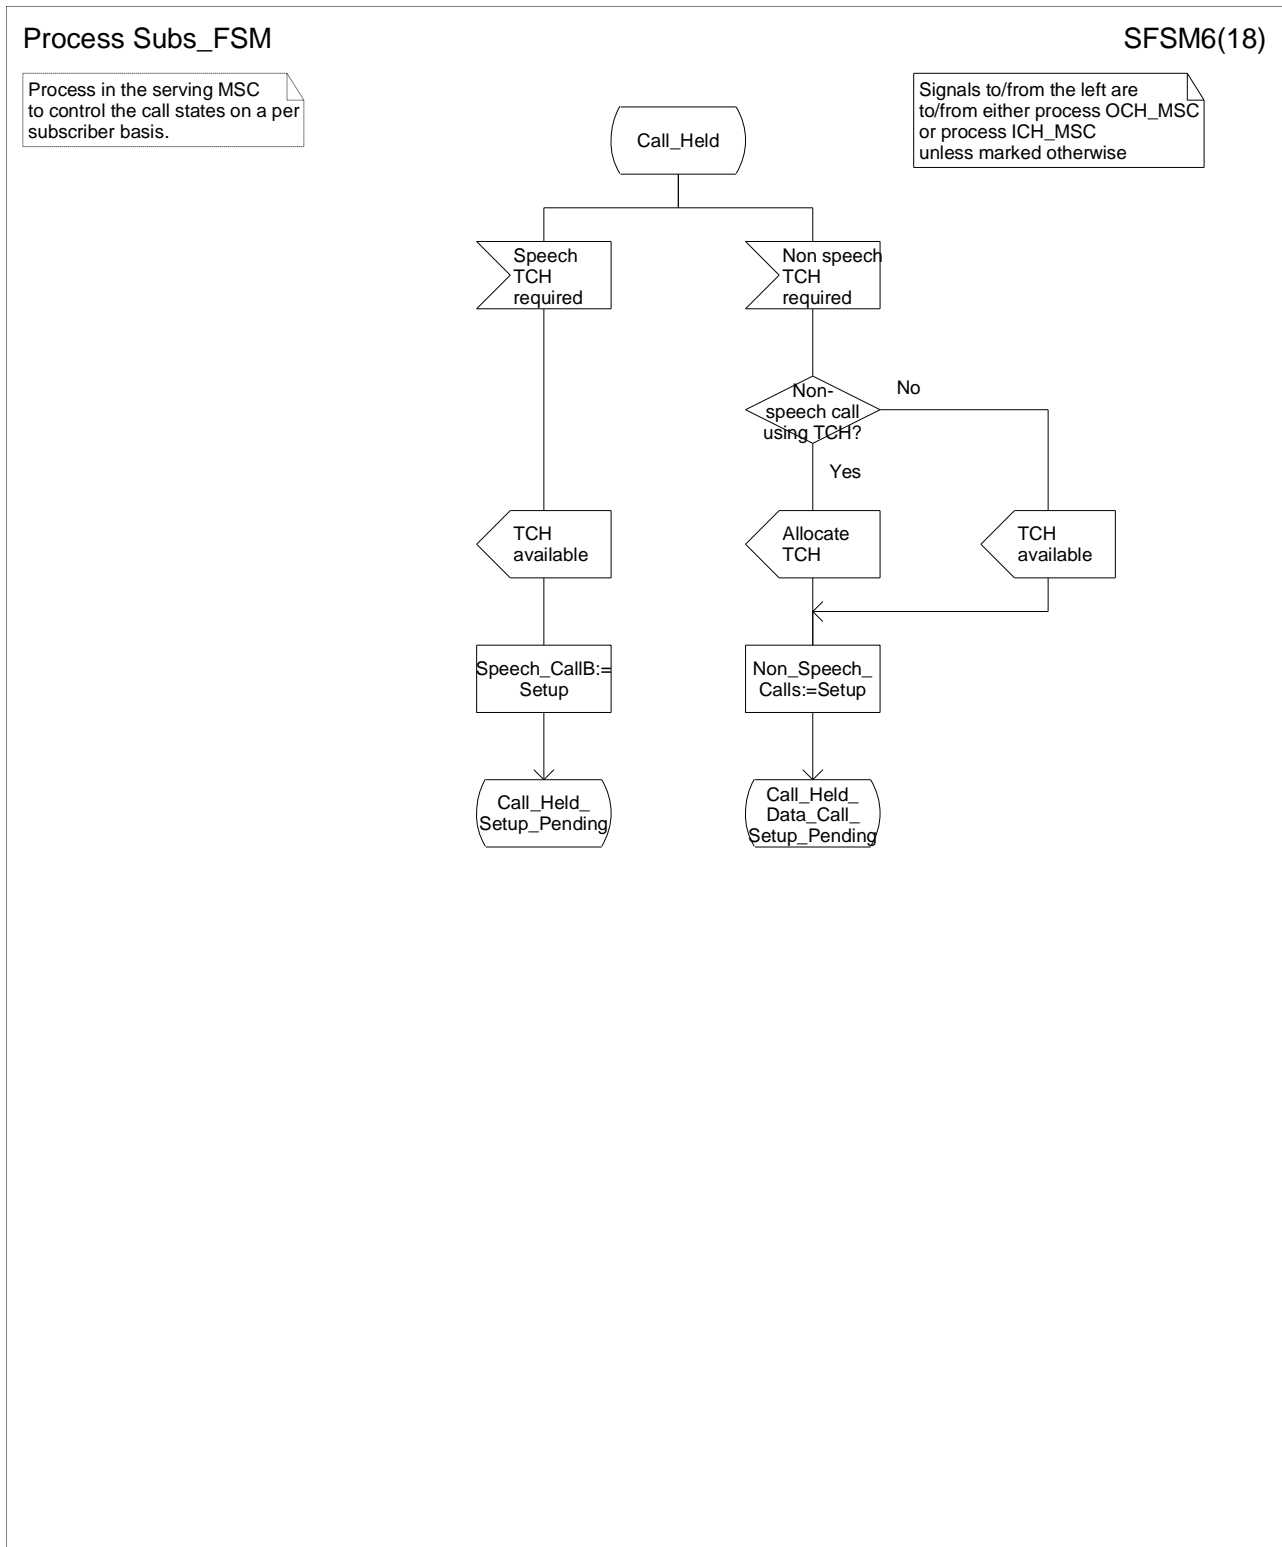 Process Subs_FSM
SFSM6(18)
Process in the serving MSC
to control the call states on a per
subscriber basis.
Signals to/from the left are
to/from either process OCH_MSC
or process ICH_MSC
unless marked otherwise
Call_Held
Speech
TCH
required
Non speech
TCH
required
Non-
speech call
using TCH?
No
Yes
TCH
available
Allocate
TCH
TCH
available
Speech_CallB:=
Setup
Non_Speech_
Calls:=Setup
Call_Held_
Setup_Pending
Call_Held_
Data_Call_
Setup_Pending